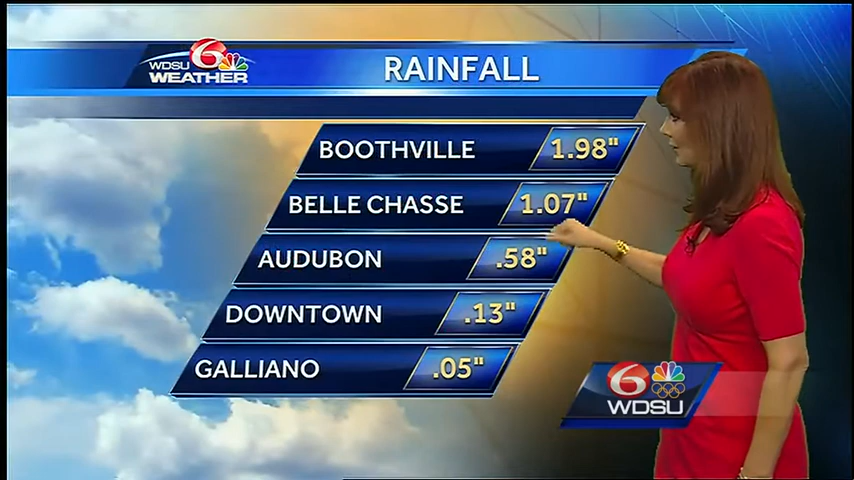 6
WDSU
WEATHER
RAINFALL
BOOTHVILLE 1.98"
BELLE CHASSE 1.07"
AUDUBON .58"
DOWNTOWN .13"
GALLIANO .05"
6
WDSU